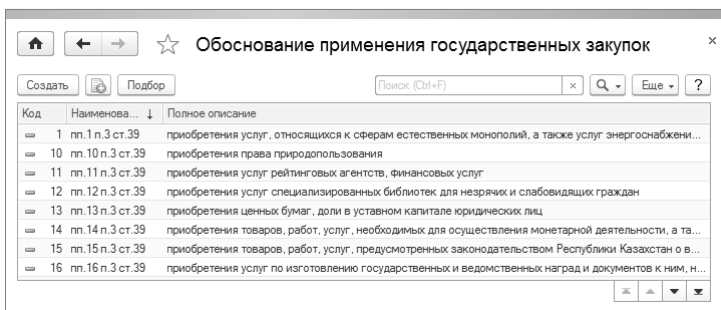 Обоснование применения государственных закупок
Создать Подбор Поиск (Ctrl+F) × Еще ?
Код Наименова... ↓ Полное описание
1 пп.1 п.3 ст.39 приобретения услуг, относящихся к сферам естественных монополий, а также услуг энергоснабжени...
10 пп.10 п.3 ст.39 приобретения права природопользования
11 пп.11 п.3 ст.39 приобретения услуг рейтинговых агентств, финансовых услуг
12 пп.12 п.3 ст.39 приобретения услуг специализированных библиотек для незрячих и слабовидящих граждан
13 пп.13 п.3 ст.39 приобретения ценных бумаг, доли в уставном капитале юридических лиц
14 пп.14 п.3 ст.39 приобретения товаров, работ, услуг, необходимых для осуществления монетарной деятельности, а та...
15 пп.15 п.3 ст.39 приобретения товаров, работ, услуг, предусмотренных законодательством Республики Казахстан о в...
16 пп.16 п.3 ст.39 приобретения услуг по изготовлению государственных и ведомственных наград и документов к ним, н...